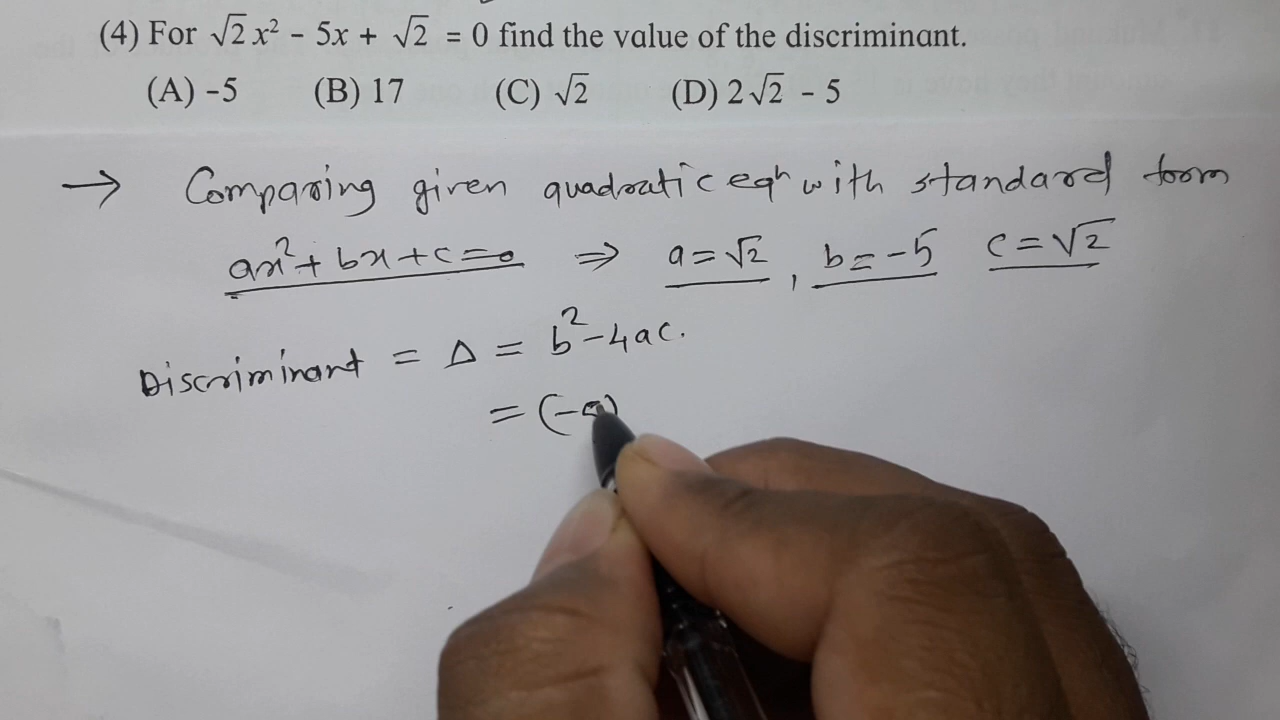 (4) For √2 x² - 5x + √2 = 0 find the value of the discriminant.
(A) -5 (B) 17 (C) √2 (D) 2√2 - 5
→ Comparing given quadratic eqn with standard form
ax² + bx + c = 0 ⇒ a = √2 , b = -5 c = √2
Discriminant = Δ = b² - 4ac.
= (-5)